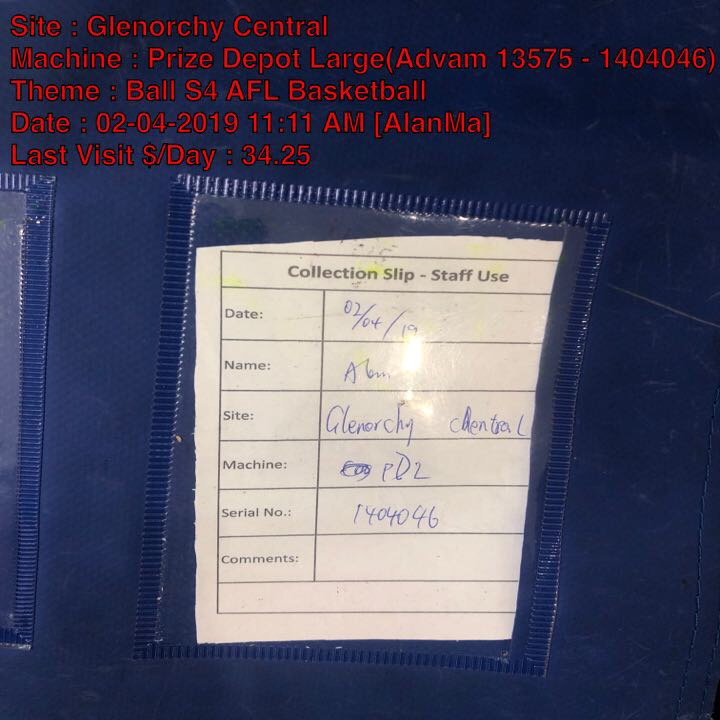 Site : Glenorchy Central
Machine : Prize Depot Large(Advam 13575 - 1404046)
Theme : Ball S4 AFL Basketball
Date : 02-04-2019 11:11 AM [AlanMa]
Last Visit $/Day : 34.25
Collection Slip - Staff Use
Date: 02/04/19
Name: Alan
Site: Glenorchy Central
Machine: PD2
Serial No.: 1404046
Comments: